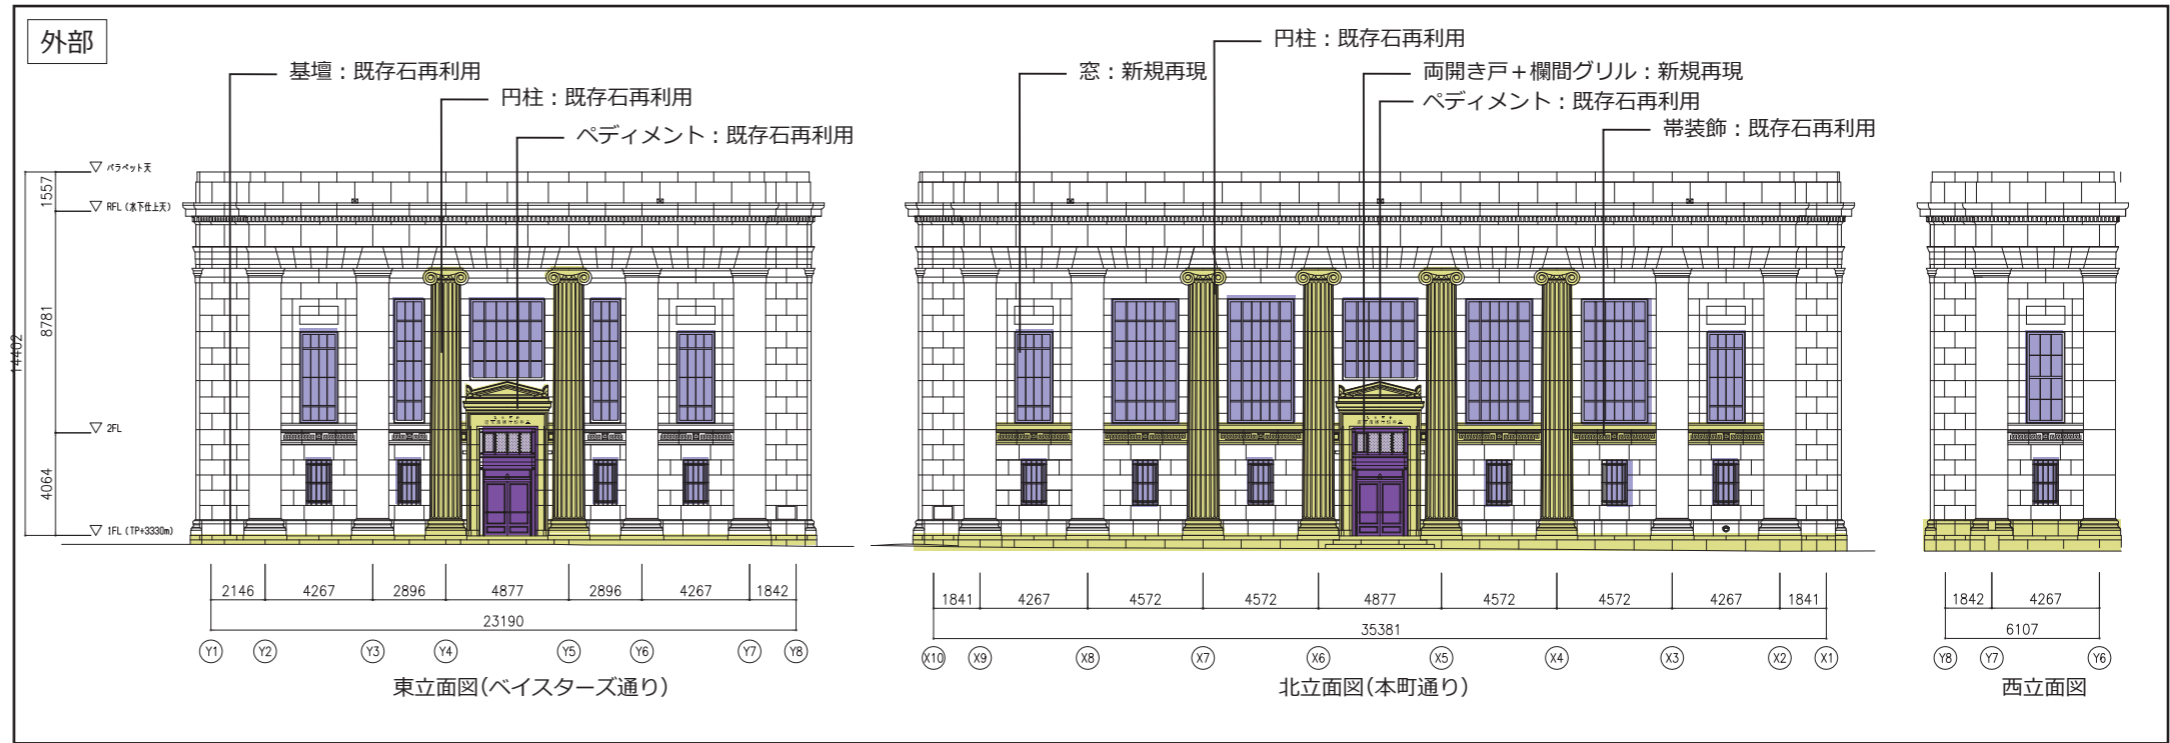 外部
基壇：既存石再利用
円柱：既存石再利用
ペディメント：既存石再利用
窓：新規再現
円柱：既存石再利用
両開き戸＋欄間グリル：新規再現
ペディメント：既存石再利用
帯装飾：既存石再利用
パラペット天
RFL (水下仕上天)
2FL
1FL (TP+3330m)
14402
1557
8781
4064
2146 4267 2896 4877 2896 4267 1842
23190
Y1 Y2 Y3 Y4 Y5 Y6 Y7 Y8
東立面図(ベイスターズ通り)
1841 4267 4572 4572 4877 4572 4572 4267 1841
35381
X10 X9 X8 X7 X6 X5 X4 X3 X2 X1
北立面図(本町通り)
1842 4267
6107
Y8 Y7 Y6
西立面図